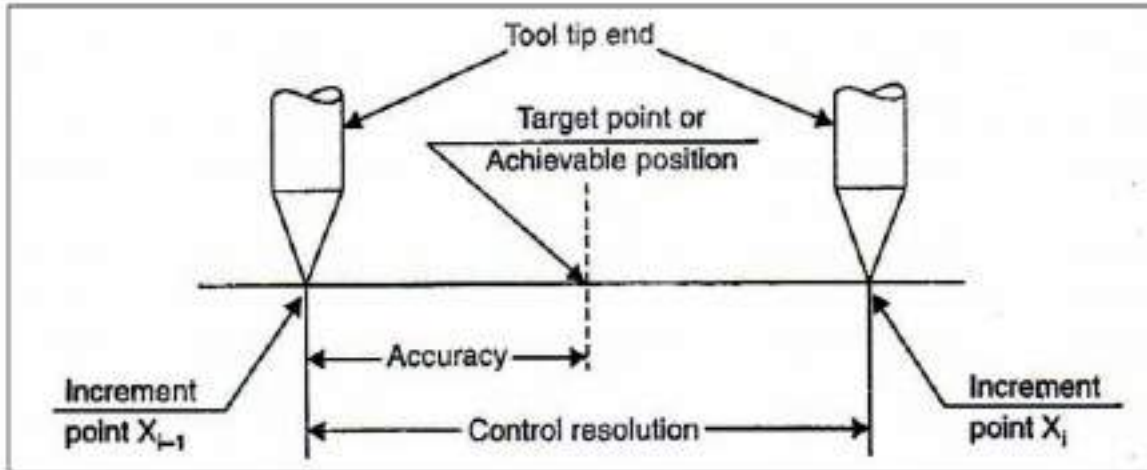 Tool tip end
Target point or
Achievable position
Accuracy
Increment
point X_{i-1}
Control resolution
Increment
point X_i